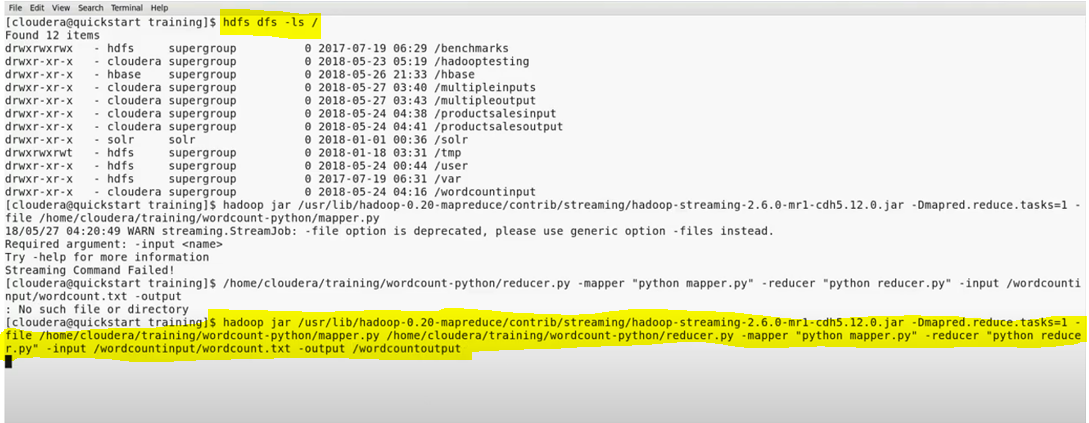 File Edit View Search Terminal Help
[cloudera@quickstart training]$ hdfs dfs -ls /
Found 12 items
drwxrwxrwx   - hdfs     supergroup          0 2017-07-19 06:29 /benchmarks
drwxr-xr-x   - cloudera supergroup          0 2018-05-23 05:19 /hadooptesting
drwxr-xr-x   - hbase    supergroup          0 2018-05-26 21:33 /hbase
drwxr-xr-x   - cloudera supergroup          0 2018-05-27 03:40 /multipleinputs
drwxr-xr-x   - cloudera supergroup          0 2018-05-27 03:43 /multipleoutput
drwxr-xr-x   - cloudera supergroup          0 2018-05-24 04:38 /productsalesinput
drwxr-xr-x   - cloudera supergroup          0 2018-05-24 04:41 /productsalesoutput
drwxr-xr-x   - solr     solr                0 2018-01-01 00:36 /solr
drwxrwxrwt   - hdfs     supergroup          0 2018-01-18 03:31 /tmp
drwxr-xr-x   - hdfs     supergroup          0 2018-05-24 00:44 /user
drwxr-xr-x   - hdfs     supergroup          0 2017-07-19 06:31 /var
drwxr-xr-x   - cloudera supergroup          0 2018-05-24 04:16 /wordcountinput
[cloudera@quickstart training]$ hadoop jar /usr/lib/hadoop-0.20-mapreduce/contrib/streaming/hadoop-streaming-2.6.0-mr1-cdh5.12.0.jar -Dmapred.reduce.tasks=1 -
file /home/cloudera/training/wordcount-python/mapper.py
18/05/27 04:20:49 WARN streaming.StreamJob: -file option is deprecated, please use generic option -files instead.
Required argument: -input <name>
Try -help for more information
Streaming Command Failed!
[cloudera@quickstart training]$ /home/cloudera/training/wordcount-python/reducer.py -mapper "python mapper.py" -reducer "python reducer.py" -input /wordcounti
nput/wordcount.txt -output
: No such file or directory
[cloudera@quickstart training]$ hadoop jar /usr/lib/hadoop-0.20-mapreduce/contrib/streaming/hadoop-streaming-2.6.0-mr1-cdh5.12.0.jar -Dmapred.reduce.tasks=1 -
file /home/cloudera/training/wordcount-python/mapper.py /home/cloudera/training/wordcount-python/reducer.py -mapper "python mapper.py" -reducer "python reduce
r.py" -input /wordcountinput/wordcount.txt -output /wordcountoutput